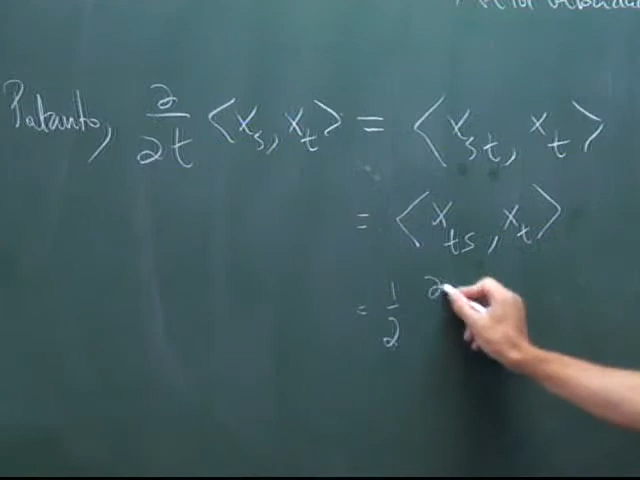 Portanto, ∂/∂t ⟨x_s, x_t⟩ = ⟨x_st, x_t⟩
= ⟨x_ts, x_t⟩
= 1/2 ∂